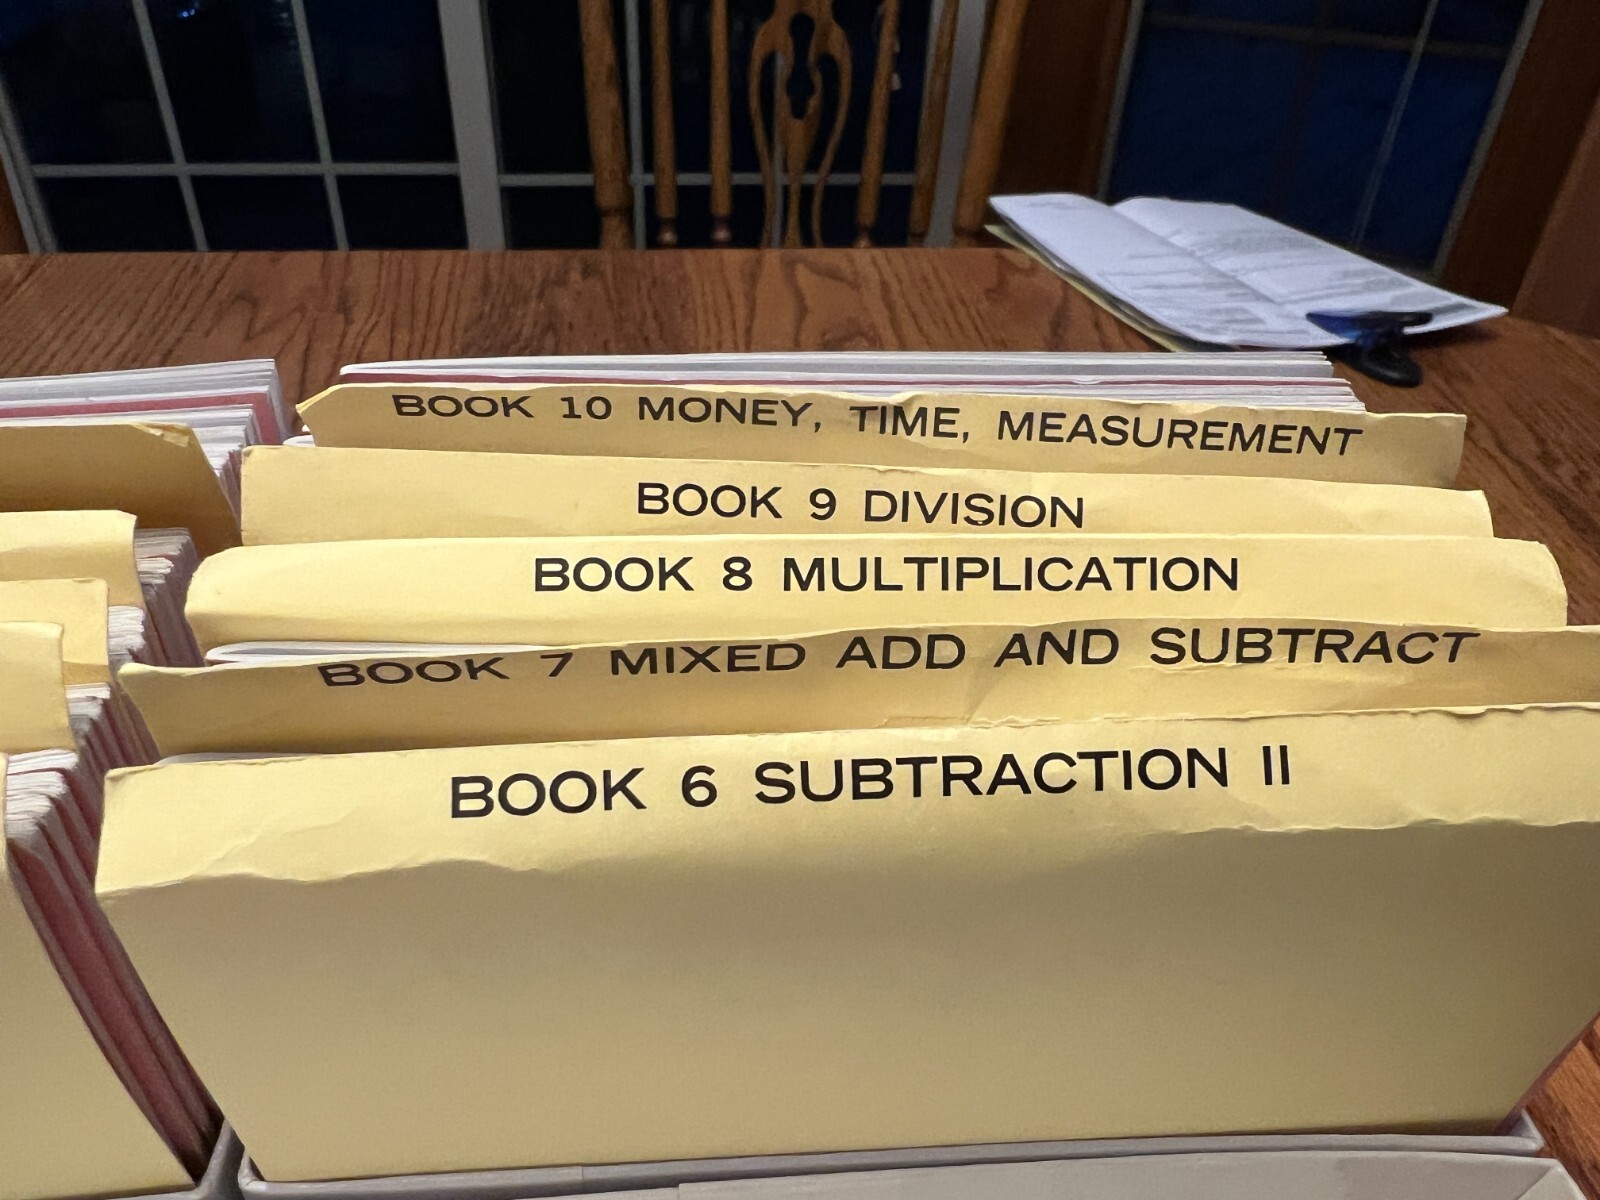 BOOK 10 MONEY, TIME, MEASUREMENT
BOOK 9 DIVISION
BOOK 8 MULTIPLICATION
BOOK 7 MIXED ADD AND SUBTRACT
BOOK 6 SUBTRACTION II